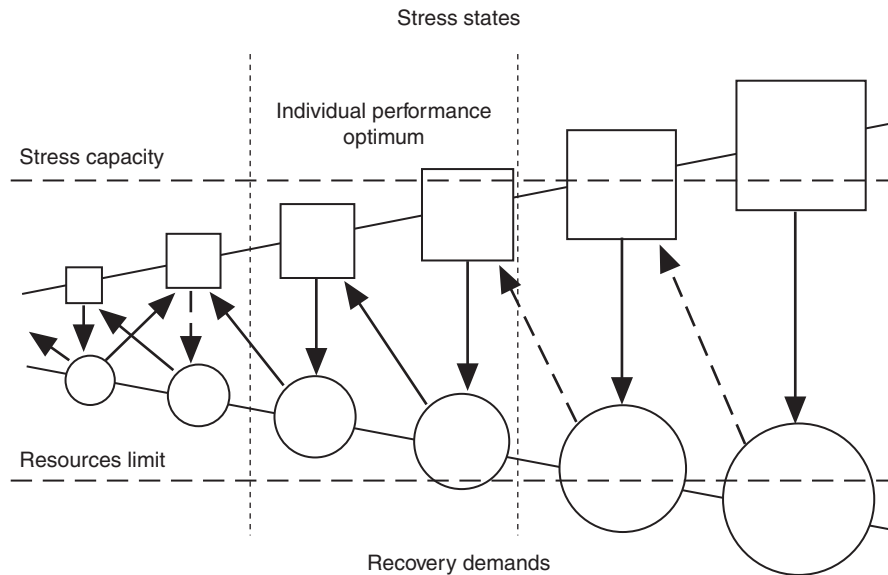 Stress states
Individual performance
optimum
Stress capacity
Resources limit
Recovery demands